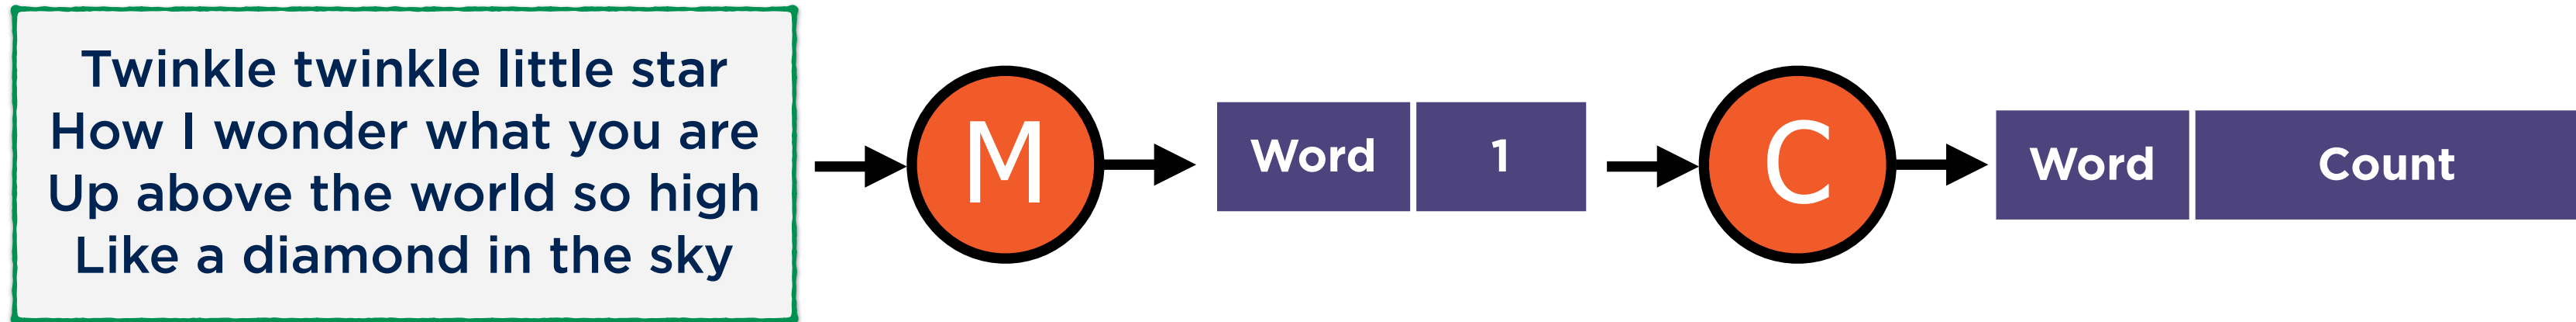 Twinkle twinkle little star
How I wonder what you are
Up above the world so high
Like a diamond in the sky
M
Word 1
C
Word Count